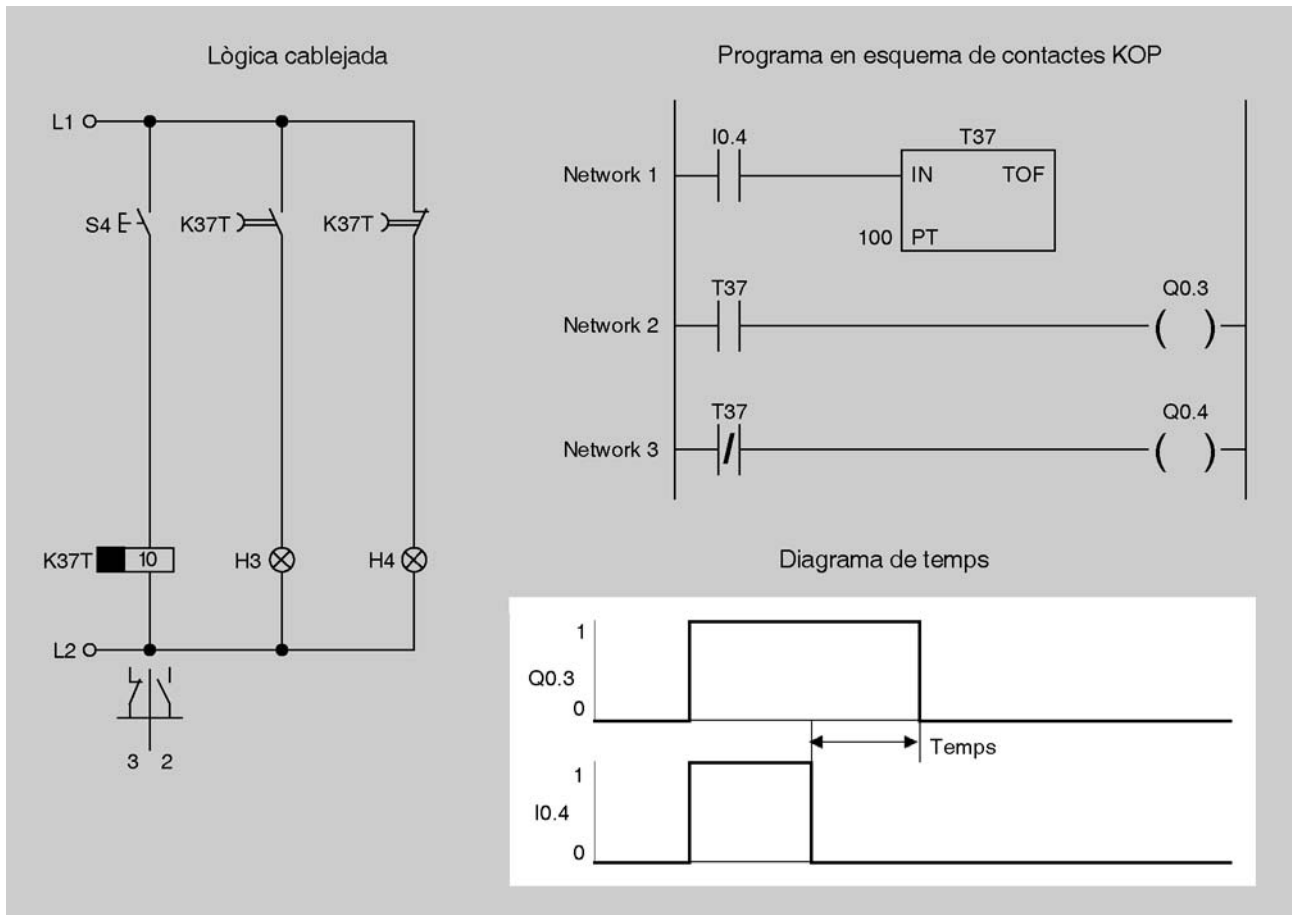 Lògica cablejada
L1
S4
K37T
K37T
K37T
10
H3
H4
L2
3 2
Programa en esquema de contactes KOP
Network 1
I0.4
T37
IN TOF
100 PT
Network 2
T37
Q0.3
( )
Network 3
T37
Q0.4
( )
Diagrama de temps
1
Q0.3
0
Temps
1
I0.4
0